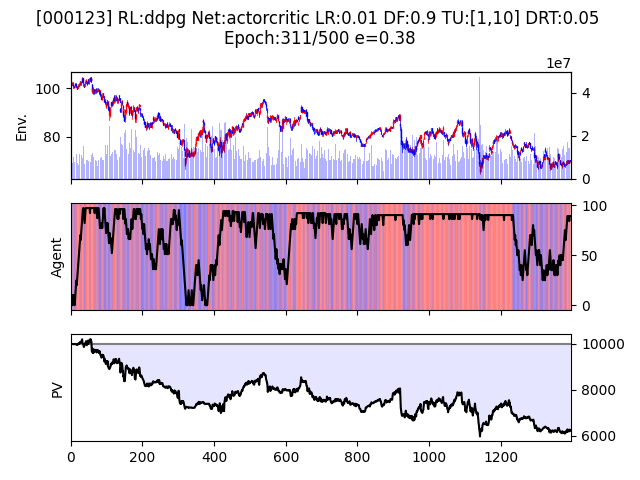 [000123] RL:ddpg Net:actorcritic LR:0.01 DF:0.9 TU:[1,10] DRT:0.05
Epoch:311/500 e=0.38
1e7
Env.
100
80
4
2
0
Agent
100
50
0
PV
10000
8000
6000
0 200 400 600 800 1000 1200